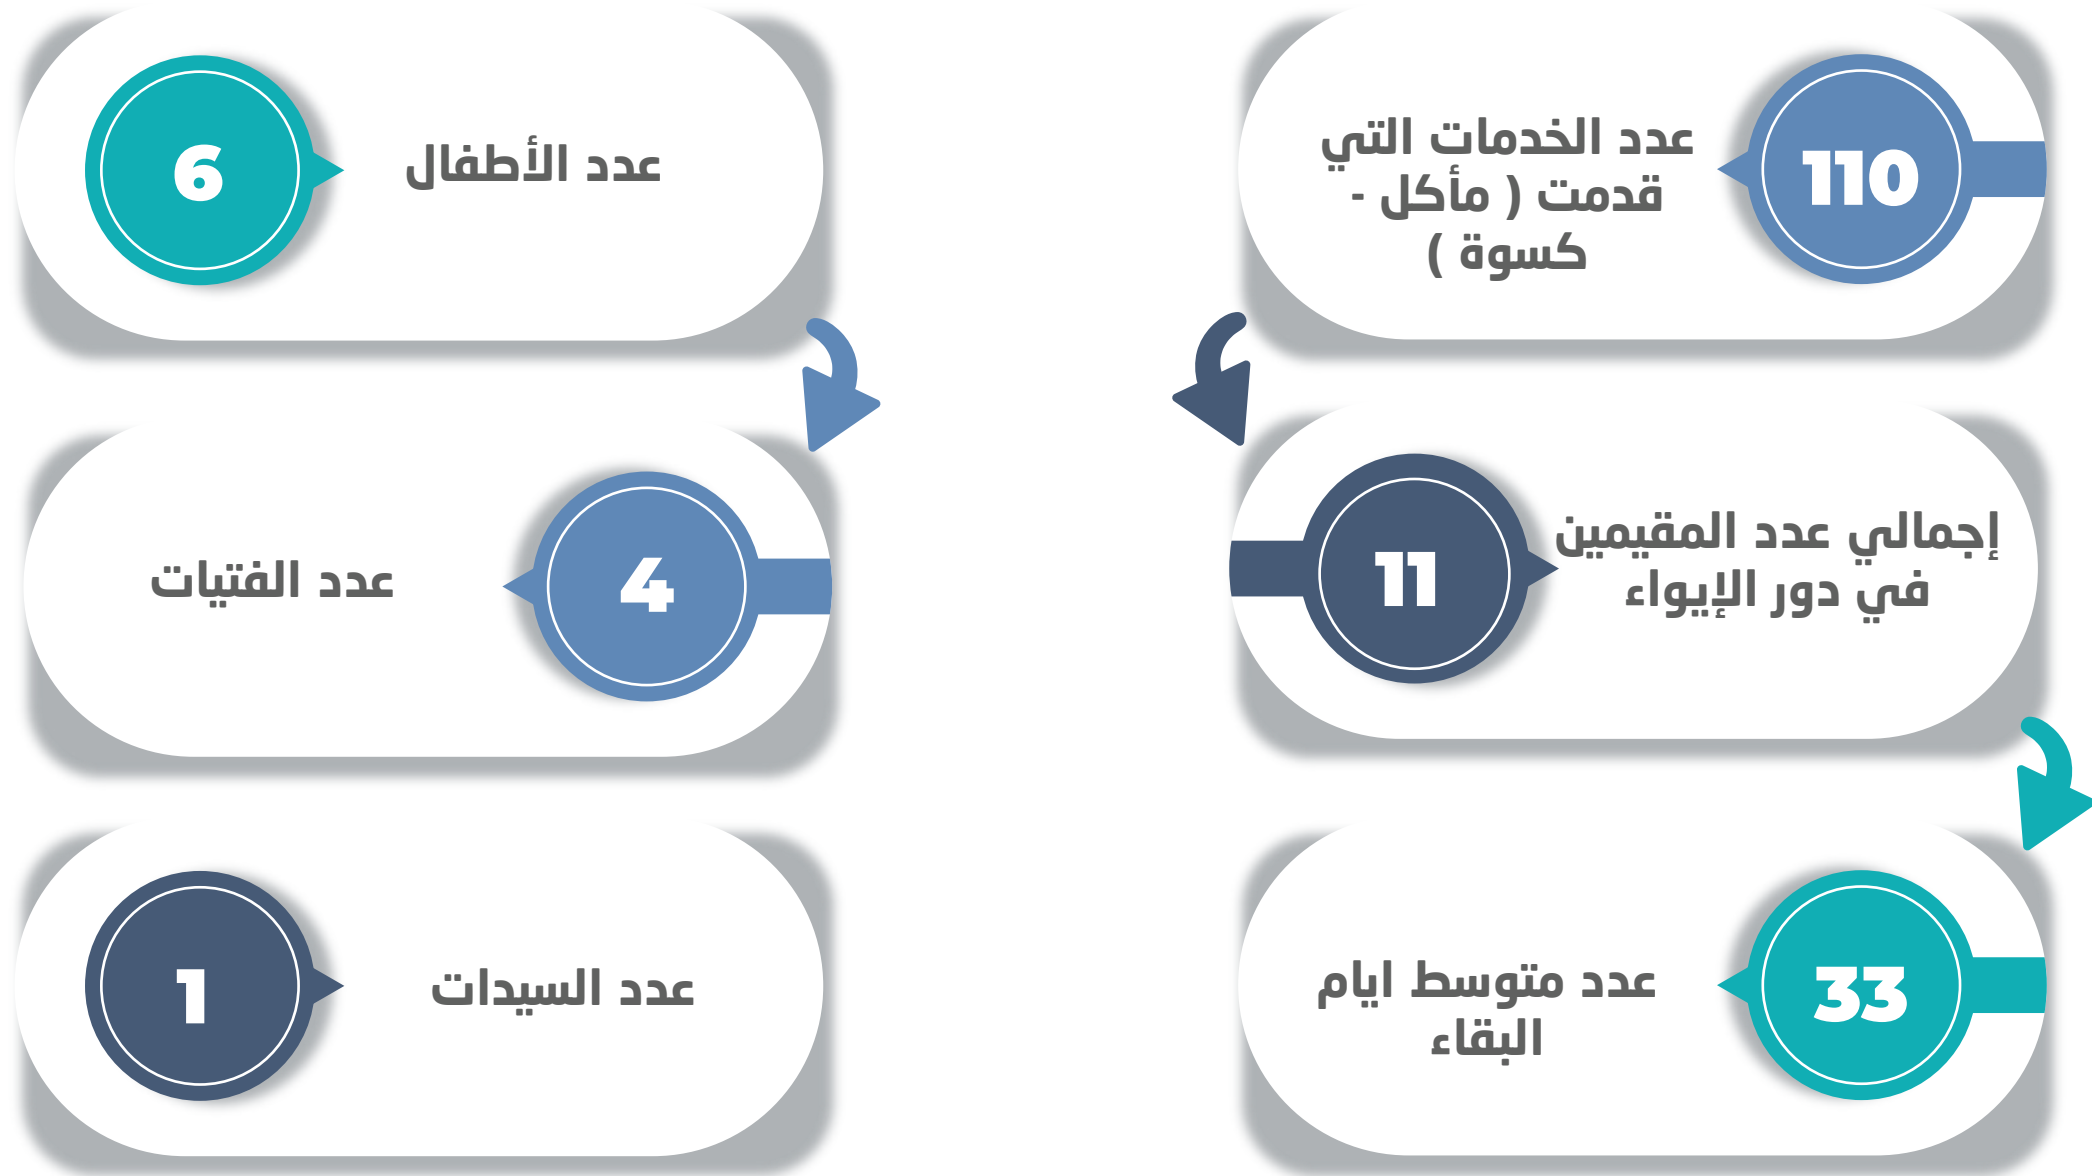 110
عدد الخدمات التي
قدمت ( مأكل -
كسوة )
11
إجمالي عدد المقيمين
في دور الإيواء
33
عدد متوسط ايام
البقاء
6
عدد الأطفال
4
عدد الفتيات
1
عدد السيدات